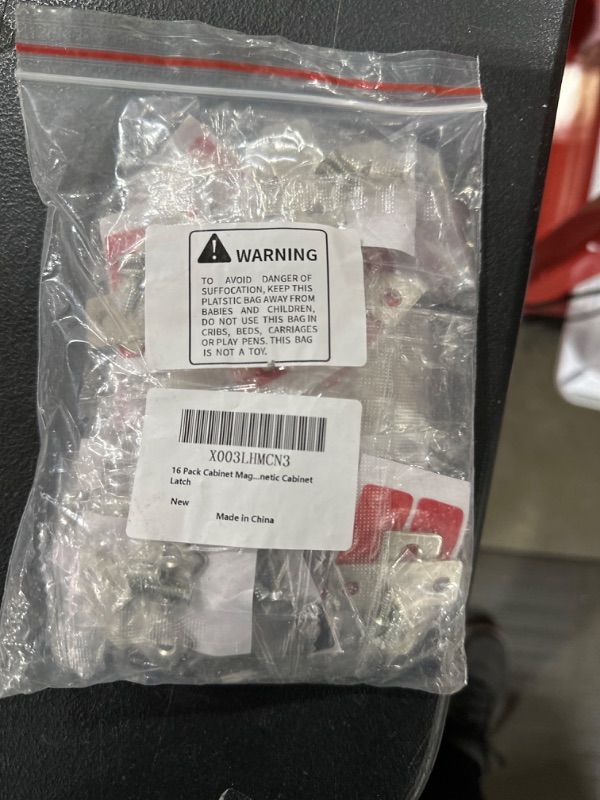 WARNING
TO AVOID DANGER OF
SUFFOCATION, KEEP THIS
PLATSTIC BAG AWAY FROM
BABIES AND CHILDREN,
DO NOT USE THIS BAG IN
CRIBS, BEDS, CARRIAGES
OR PLAY PENS. THIS BAG
IS NOT A TOY.
X003LHMCN3
16 Pack Cabinet Mag...netic Cabinet
Latch
New
Made in China